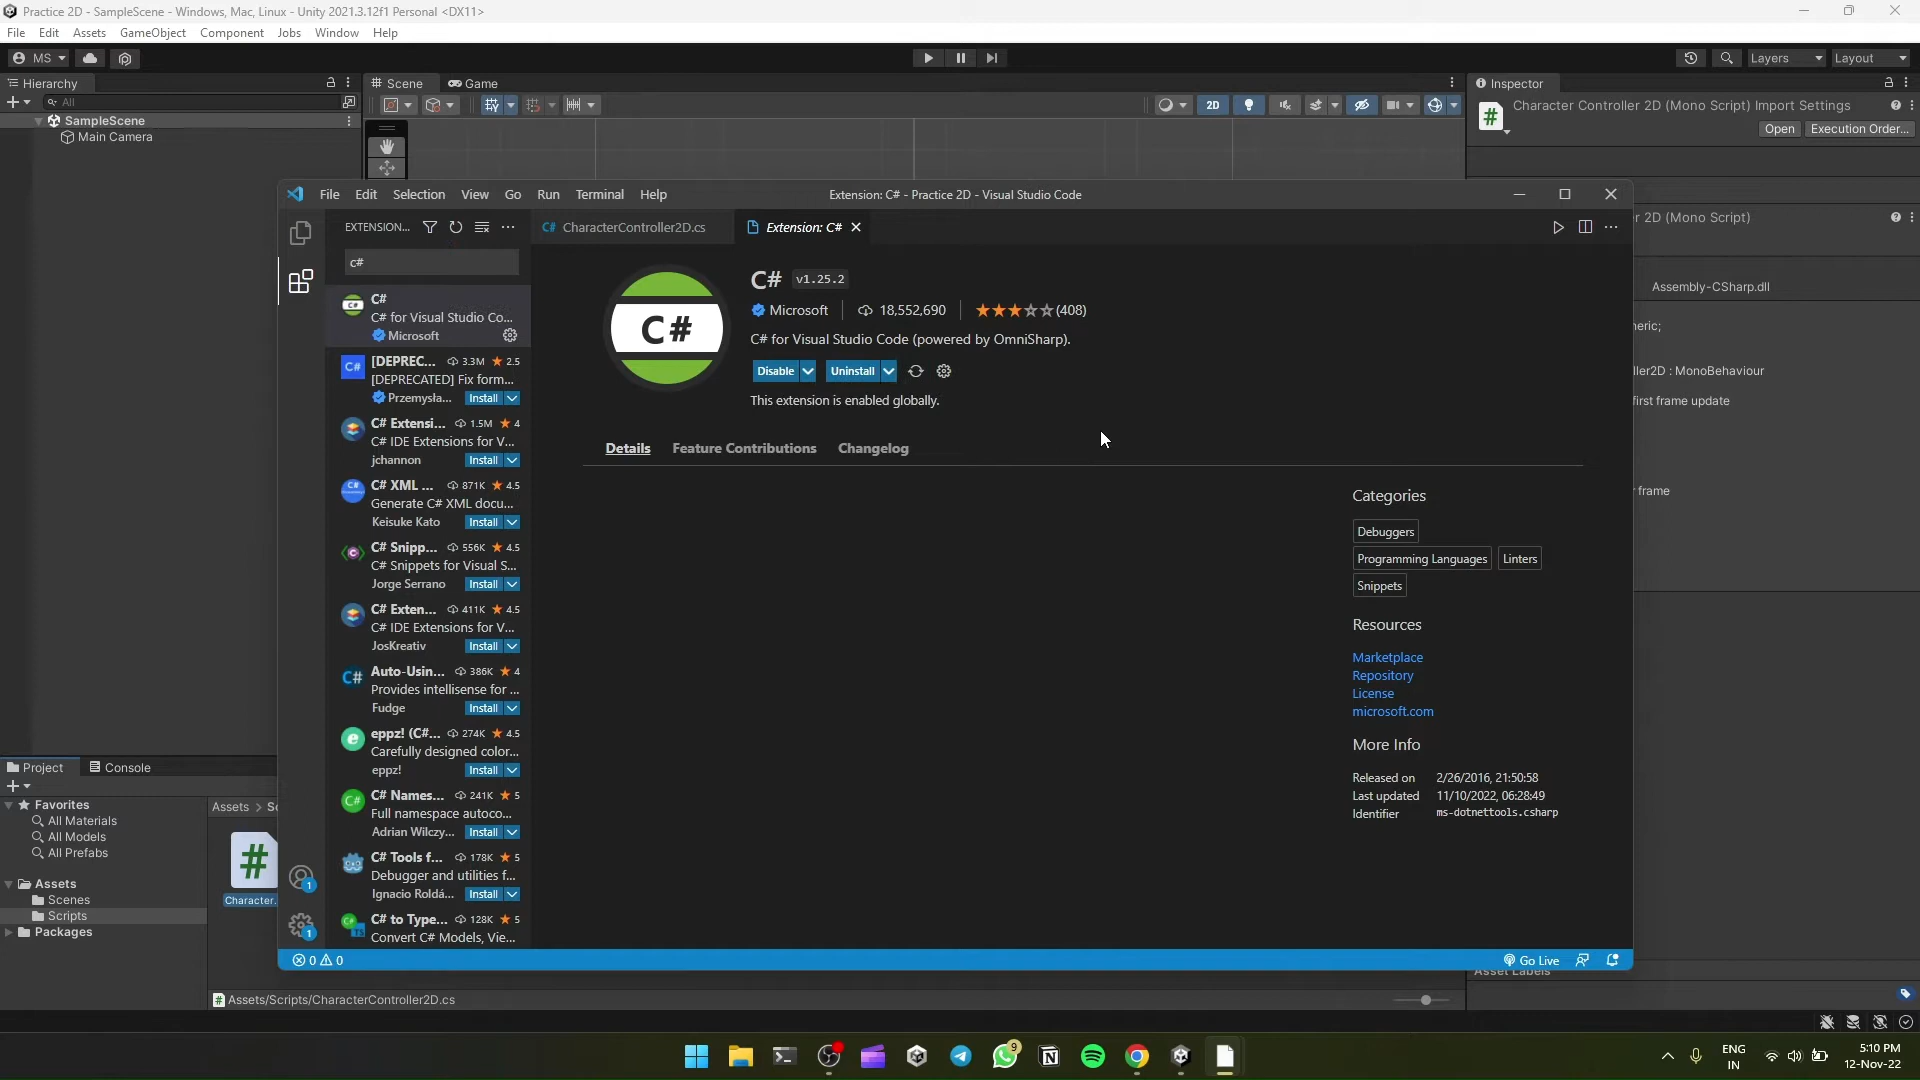 Practice 2D - SampleScene - Windows, Mac, Linux - Unity 2021.3.12f1 Personal <DX11>
File Edit Assets GameObject Component Jobs Window Help
MS
Layers Layout
Hierarchy
Scene Game
Inspector
All
2D
Character Controller 2D (Mono Script) Import Settings
Open Execution Order...
SampleScene
Main Camera
File Edit Selection View Go Run Terminal Help
Extension: C# - Practice 2D - Visual Studio Code
r 2D (Mono Script)
EXTENSION...
C# CharacterController2D.cs
Extension: C#
c#
C#
C# for Visual Studio Co...
Microsoft
[DEPREC... 3.3M 2.5
[DEPRECATED] Fix form...
Przemysła... Install
C# Extensi... 1.5M 4
C# IDE Extensions for V...
jchannon Install
C# XML ... 871K 4.5
Generate C# XML docu...
Keisuke Kato Install
C# Snipp... 556K 4.5
C# Snippets for Visual S...
Jorge Serrano Install
C# Exten... 411K 4.5
C# IDE Extensions for V...
JosKreativ Install
Auto-Usin... 386K 4
Provides intellisense for ...
Fudge Install
eppz! (C#... 274K 4.5
Carefully designed color...
eppz! Install
C# Names... 241K 5
Full namespace autoco...
Adrian Wilczy... Install
C# Tools f... 178K 5
Debugger and utilities f...
Ignacio Roldá... Install
C# to Type... 128K 5
Convert C# Models, Vie...
C#
C# v1.25.2
Microsoft 18,552,690 (408)
C# for Visual Studio Code (powered by OmniSharp).
Disable Uninstall
This extension is enabled globally.
Details Feature Contributions Changelog
Categories
Debuggers
Programming Languages Linters
Snippets
Resources
Marketplace
Repository
License
microsoft.com
More Info
Released on 2/26/2016, 21:50:58
Last updated 11/10/2022, 06:28:49
Identifier ms-dotnettools.csharp
Assembly-CSharp.dll
neric;
ller2D : MonoBehaviour
first frame update
frame
1
1
0 0
Go Live
Asset Labels
Project Console
Favorites
All Materials
All Models
All Prefabs
Assets
Scenes
Scripts
Packages
Assets > Sc
#
Character.
Assets/Scripts/CharacterController2D.cs
9
ENG
IN
5:10 PM
12-Nov-22